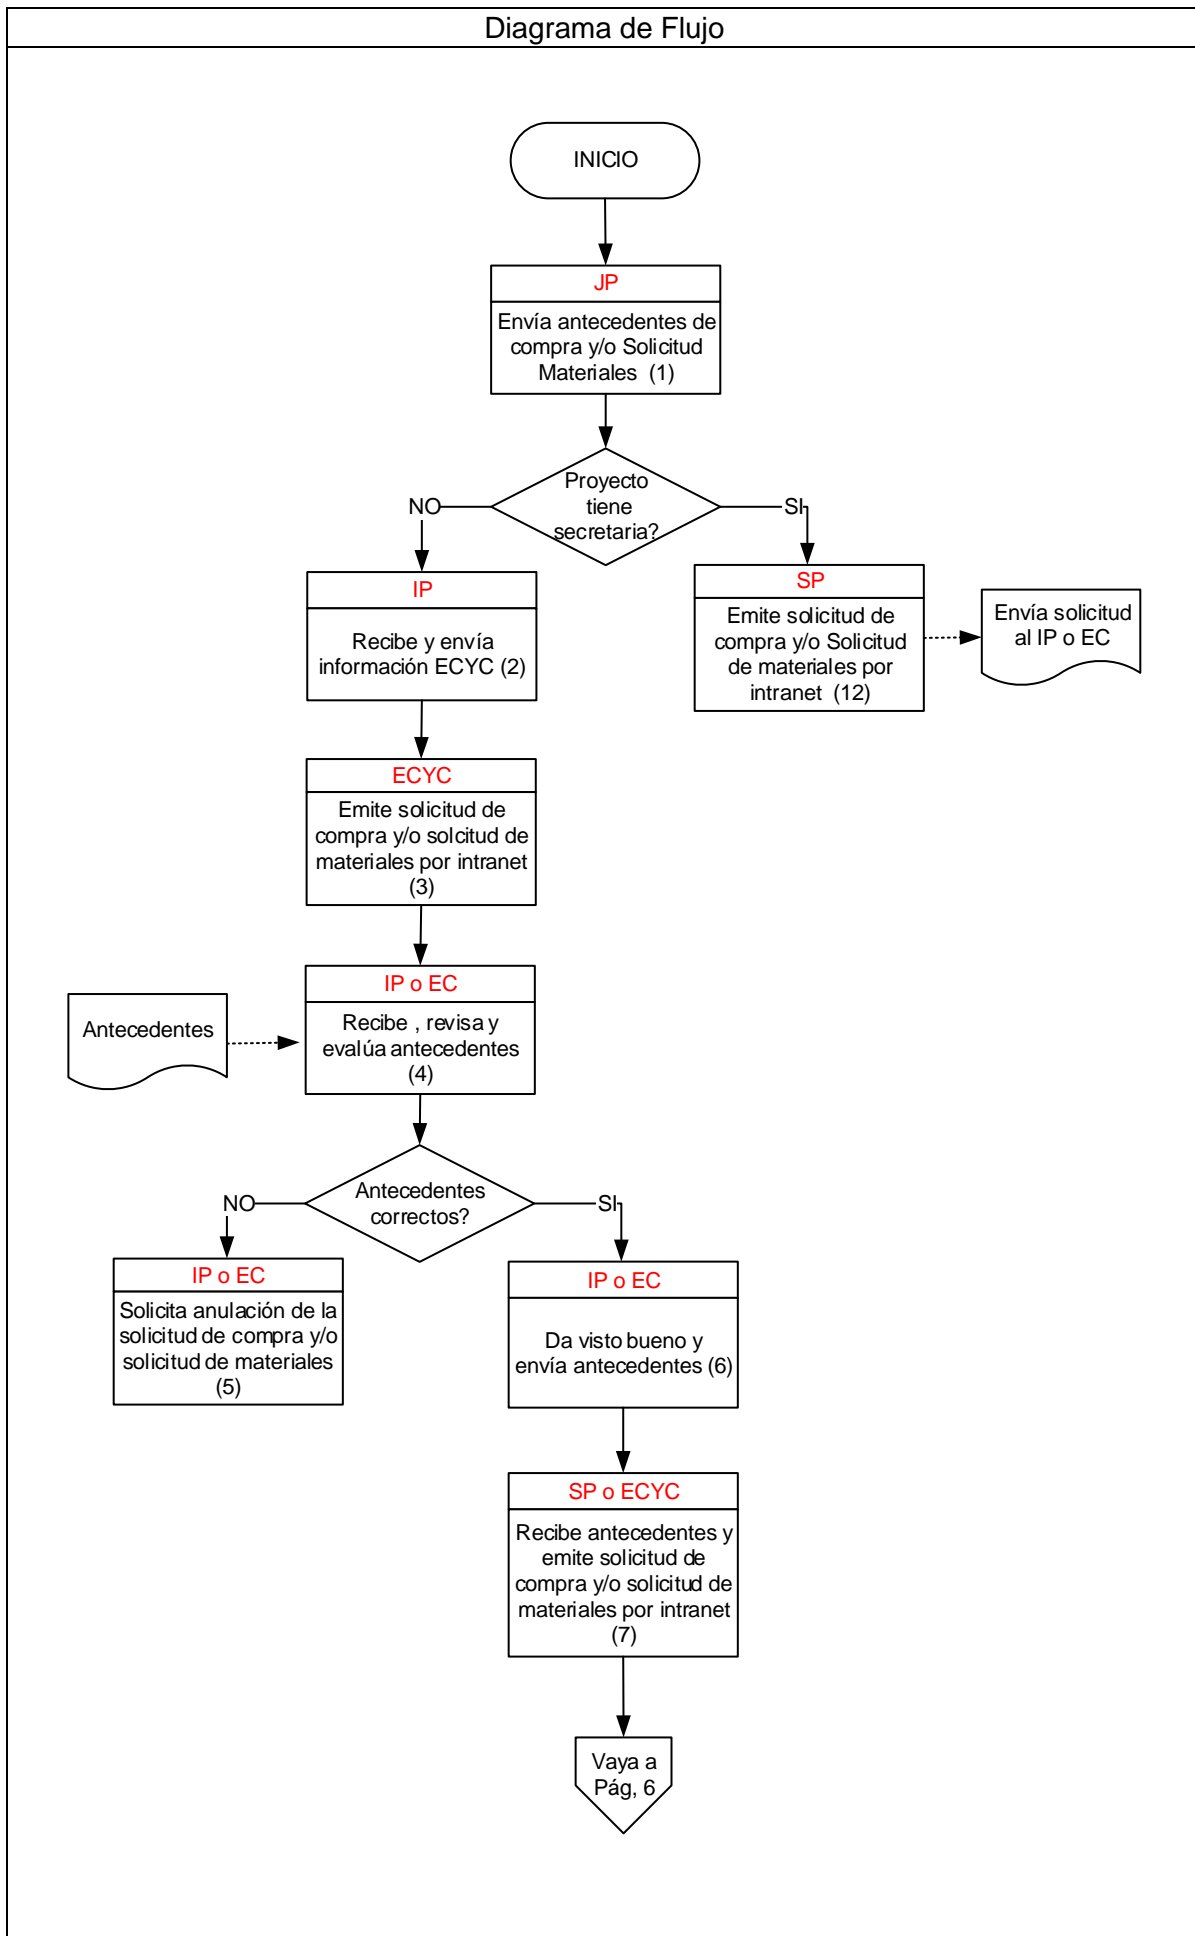 Diagrama de Flujo
INICIO
JP
Envía antecedentes de
compra y/o Solicitud
Materiales (1)
Proyecto
tiene
secretaria?
NO
SI
IP
Recibe y envía
información ECYC (2)
SP
Emite solicitud de
compra y/o Solicitud
de materiales por
intranet (12)
Envía solicitud
al IP o EC
ECYC
Emite solicitud de
compra y/o solcitud de
materiales por intranet
(3)
IP o EC
Recibe , revisa y
evalúa antecedentes
(4)
Antecedentes
Antecedentes
correctos?
NO
SI
IP o EC
Solicita anulación de la
solicitud de compra y/o
solicitud de materiales
(5)
IP o EC
Da visto bueno y
envía antecedentes (6)
SP o ECYC
Recibe antecedentes y
emite solicitud de
compra y/o solicitud de
materiales por intranet
(7)
Vaya a
Pág, 6